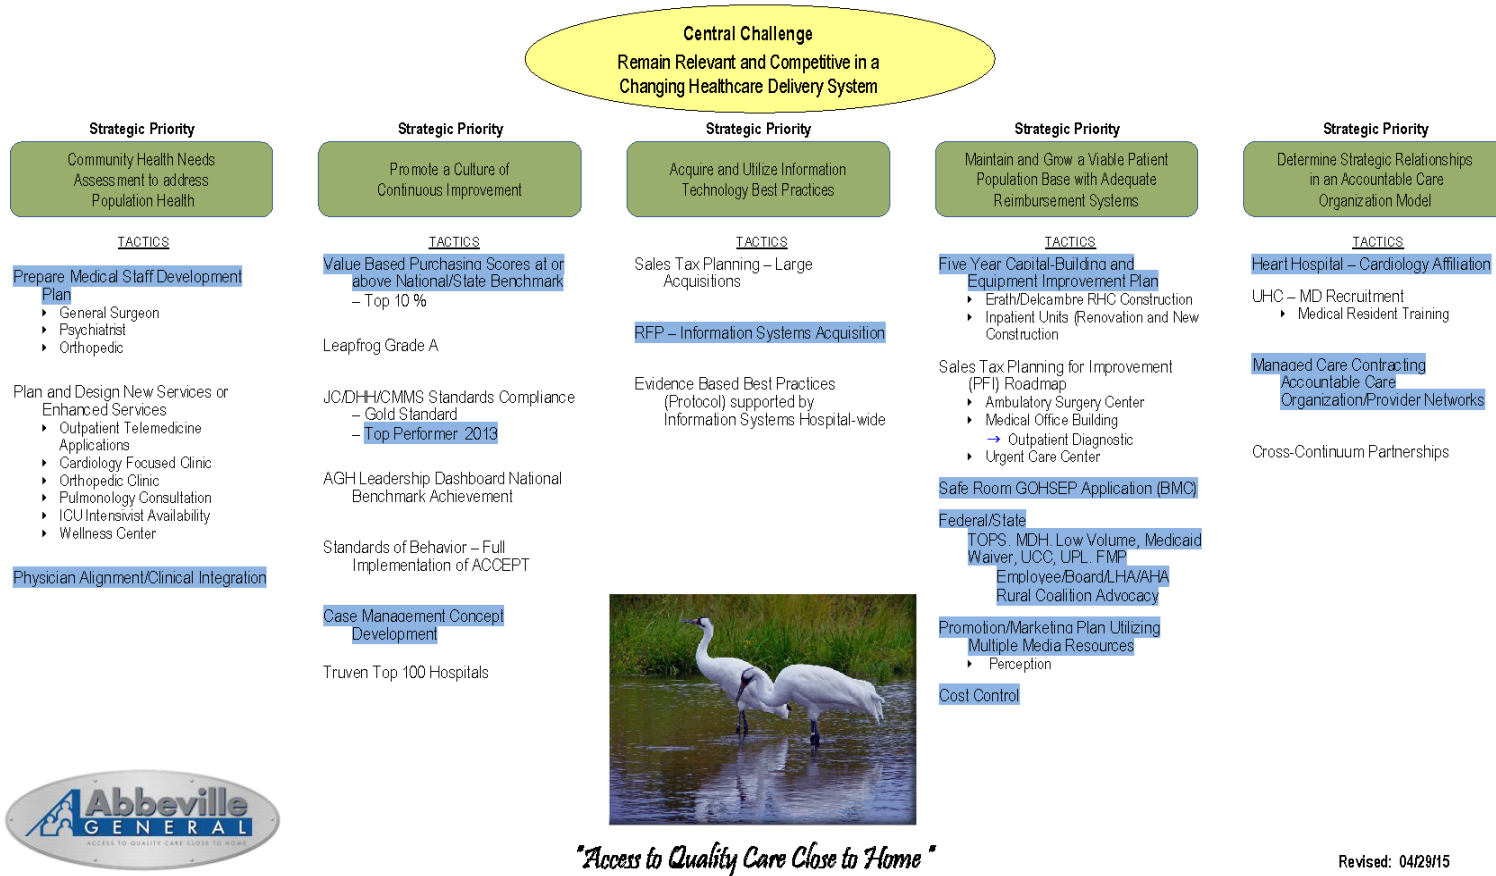 Central Challenge
Remain Relevant and Competitive in a
Changing Healthcare Delivery System
Strategic Priority
Community Health Needs
Assessment to address
Population Health
TACTICS
Prepare Medical Staff Development
Plan
General Surgeon
Psychiatrist
Orthopedic
Plan and Design New Services or
Enhanced Services
Outpatient Telemedicine
Applications
Cardiology Focused Clinic
Orthopedic Clinic
Pulmonology Consultation
ICU Intensivist Availability
Wellness Center
Physician Alignment/Clinical Integration
Strategic Priority
Promote a Culture of
Continuous Improvement
TACTICS
Value Based Purchasing Scores at or
above National/State Benchmark
– Top 10 %
Leapfrog Grade A
JC/DHH/CMMS Standards Compliance
– Gold Standard
– Top Performer 2013
AGH Leadership Dashboard National
Benchmark Achievement
Standards of Behavior – Full
Implementation of ACCEPT
Case Management Concept
Development
Truven Top 100 Hospitals
Strategic Priority
Acquire and Utilize Information
Technology Best Practices
TACTICS
Sales Tax Planning – Large
Acquisitions
RFP – Information Systems Acquisition
Evidence Based Best Practices
(Protocol) supported by
Information Systems Hospital-wide
Strategic Priority
Maintain and Grow a Viable Patient
Population Base with Adequate
Reimbursement Systems
TACTICS
Five Year Capital-Building and
Equipment Improvement Plan
Erath/Delcambre RHC Construction
Inpatient Units (Renovation and New
Construction
Sales Tax Planning for Improvement
(PFI) Roadmap
Ambulatory Surgery Center
Medical Office Building
→ Outpatient Diagnostic
Urgent Care Center
Safe Room GOHSEP Application (BMC)
Federal/State
TOPS. MDH. Low Volume, Medicaid
Waiver, UCC, UPL. FMP
Employee/Board/LHA/AHA
Rural Coalition Advocacy
Promotion/Marketing Plan Utilizing
Multiple Media Resources
Perception
Cost Control
Strategic Priority
Determine Strategic Relationships
in an Accountable Care
Organization Model
TACTICS
Heart Hospital – Cardiology Affiliation
UHC – MD Recruitment
Medical Resident Training
Managed Care Contracting
Accountable Care
Organization/Provider Networks
Cross-Continuum Partnerships
Abbeville
GENERAL
ACCESS TO QUALITY CARE CLOSE TO HOME
"Access to Quality Care Close to Home"
Revised: 04/29/15